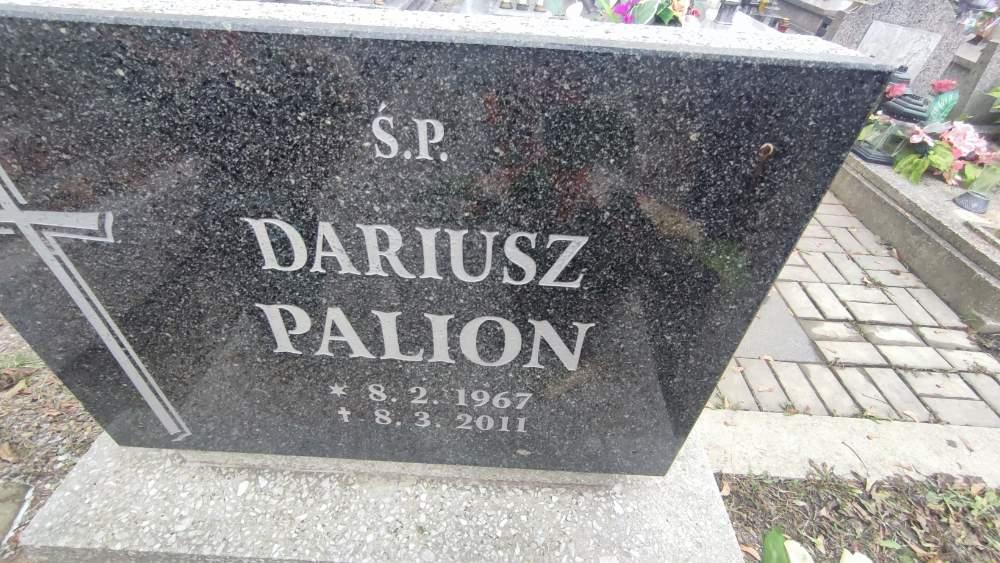 Ś.P.
DARIUSZ
PALION
* 8. 2. 1967
✝ 8. 3. 2011